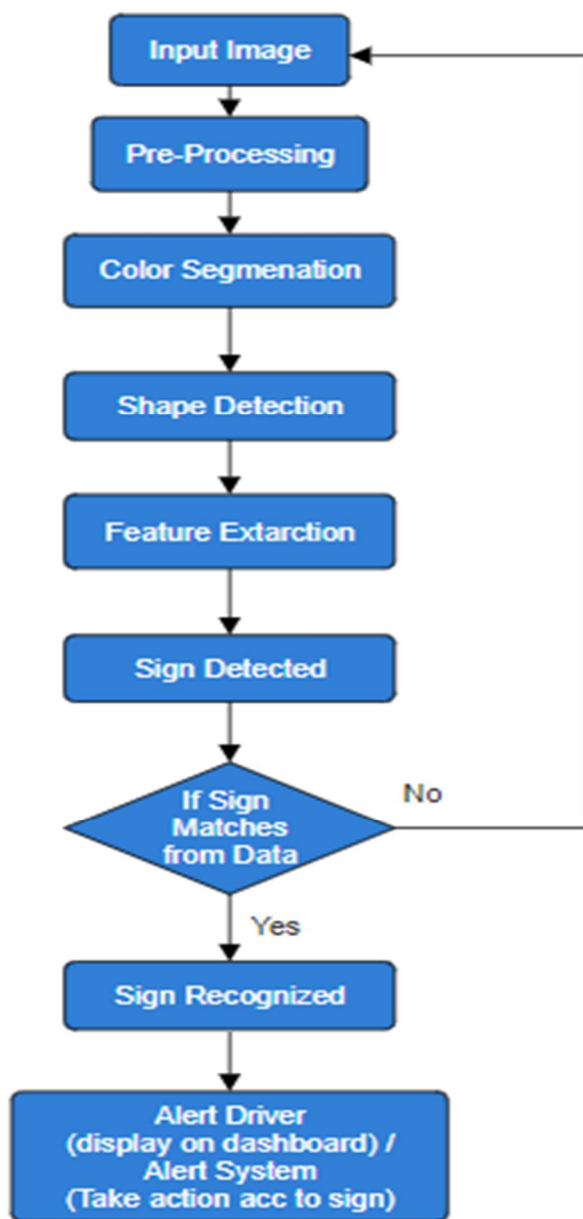 Input Image
Pre-Processing
Color Segmenation
Shape Detection
Feature Extarction
Sign Detected
If Sign
Matches
from Data
No
Yes
Sign Recognized
Alert Driver
(display on dashboard) /
Alert System
(Take action acc to sign)